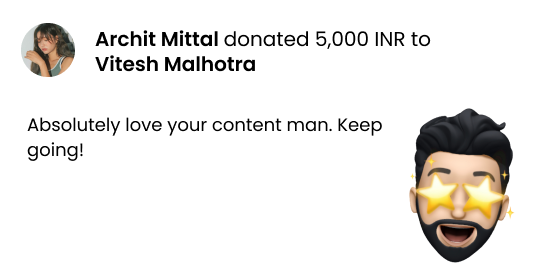 Archit Mittal donated 5,000 INR to
Vitesh Malhotra
Absolutely love your content man. Keep
going!